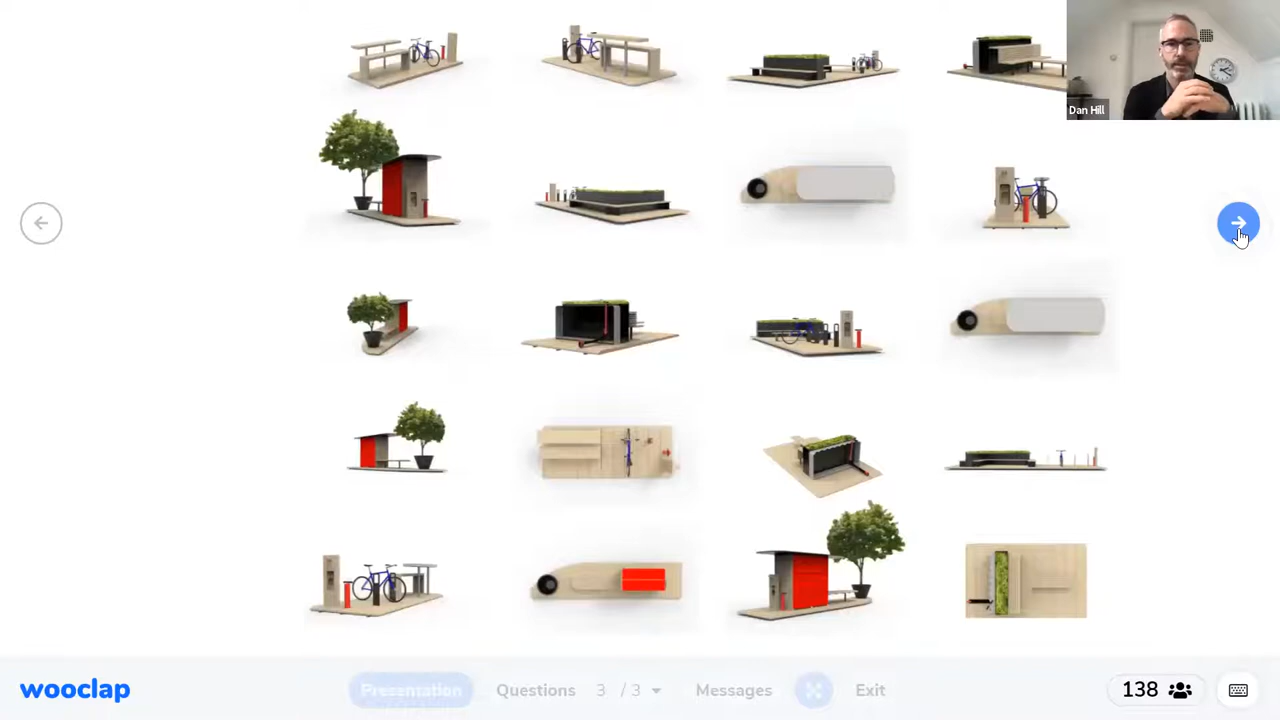 Dan Hill
wooclap
Presentation
Questions
3 / 3
Messages
Exit
138